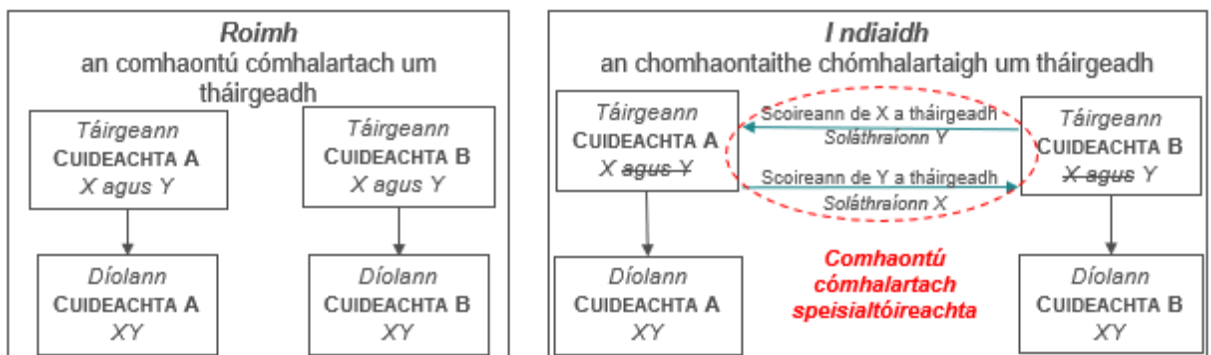 Roimh
an comhaontú cómhalartach um
tháirgeadh
Táirgeann
CUIDEACHTA A
X agus Y
Táirgeann
CUIDEACHTA B
X agus Y
Díolann
CUIDEACHTA A
XY
Díolann
CUIDEACHTA B
XY
I ndiaidh
an chomhaontaithe chómhalartaigh um tháirgeadh
Táirgeann
CUIDEACHTA A
X agus Y
Scoireann de X a tháirgeadh
Soláthraíonn Y
Scoireann de Y a tháirgeadh
Soláthraíonn X
Táirgeann
CUIDEACHTA B
X agus Y
Díolann
CUIDEACHTA A
XY
Comhaontú
cómhalartach
speisialtóireachta
Díolann
CUIDEACHTA B
XY